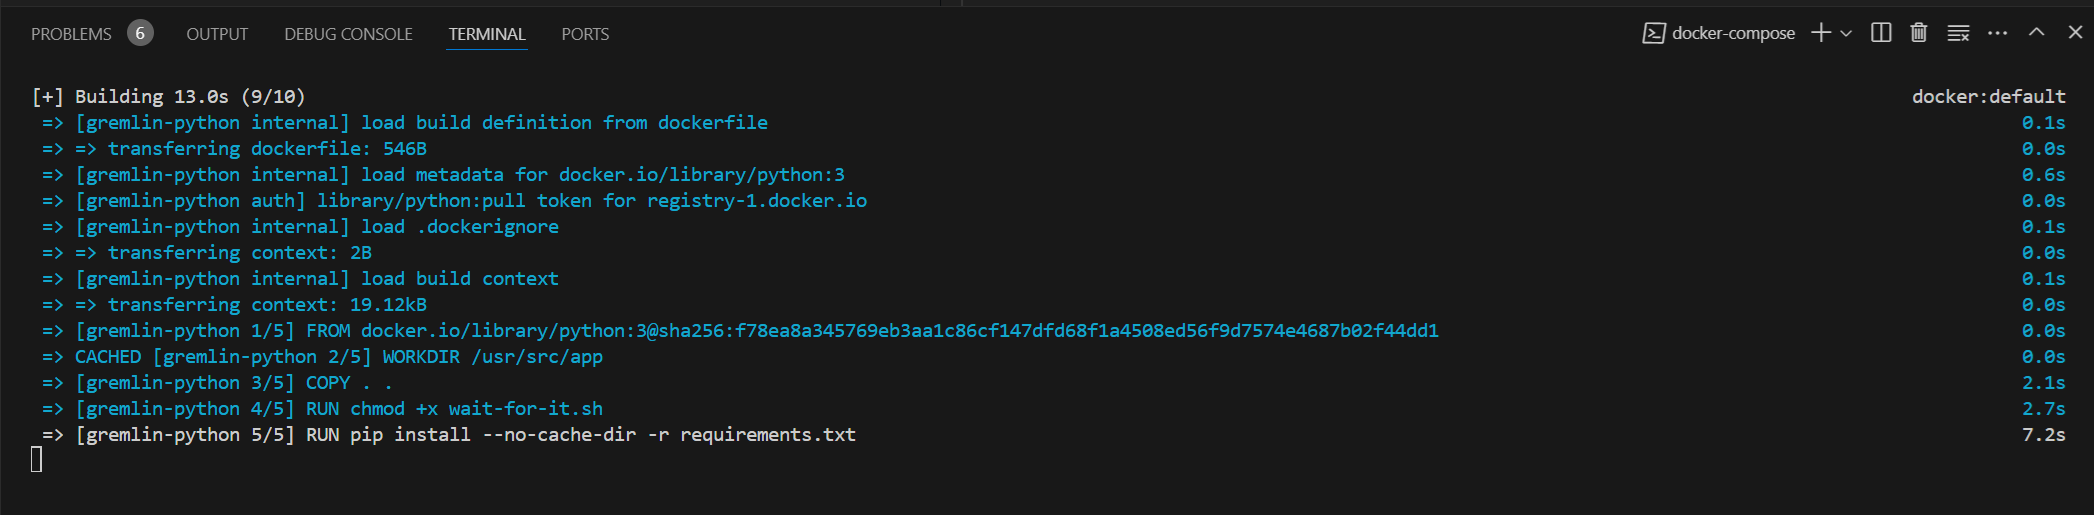 PROBLEMS 6 OUTPUT DEBUG CONSOLE TERMINAL PORTS docker-compose
[+] Building 13.0s (9/10) docker:default
=> [gremlin-python internal] load build definition from dockerfile 0.1s
=> => transferring dockerfile: 546B 0.0s
=> [gremlin-python internal] load metadata for docker.io/library/python:3 0.6s
=> [gremlin-python auth] library/python:pull token for registry-1.docker.io 0.0s
=> [gremlin-python internal] load .dockerignore 0.1s
=> => transferring context: 2B 0.0s
=> [gremlin-python internal] load build context 0.1s
=> => transferring context: 19.12kB 0.0s
=> [gremlin-python 1/5] FROM docker.io/library/python:3@sha256:f78ea8a345769eb3aa1c86cf147dfd68f1a4508ed56f9d7574e4687b02f44dd1 0.0s
=> CACHED [gremlin-python 2/5] WORKDIR /usr/src/app 0.0s
=> [gremlin-python 3/5] COPY . . 2.1s
=> [gremlin-python 4/5] RUN chmod +x wait-for-it.sh 2.7s
=> [gremlin-python 5/5] RUN pip install --no-cache-dir -r requirements.txt 7.2s